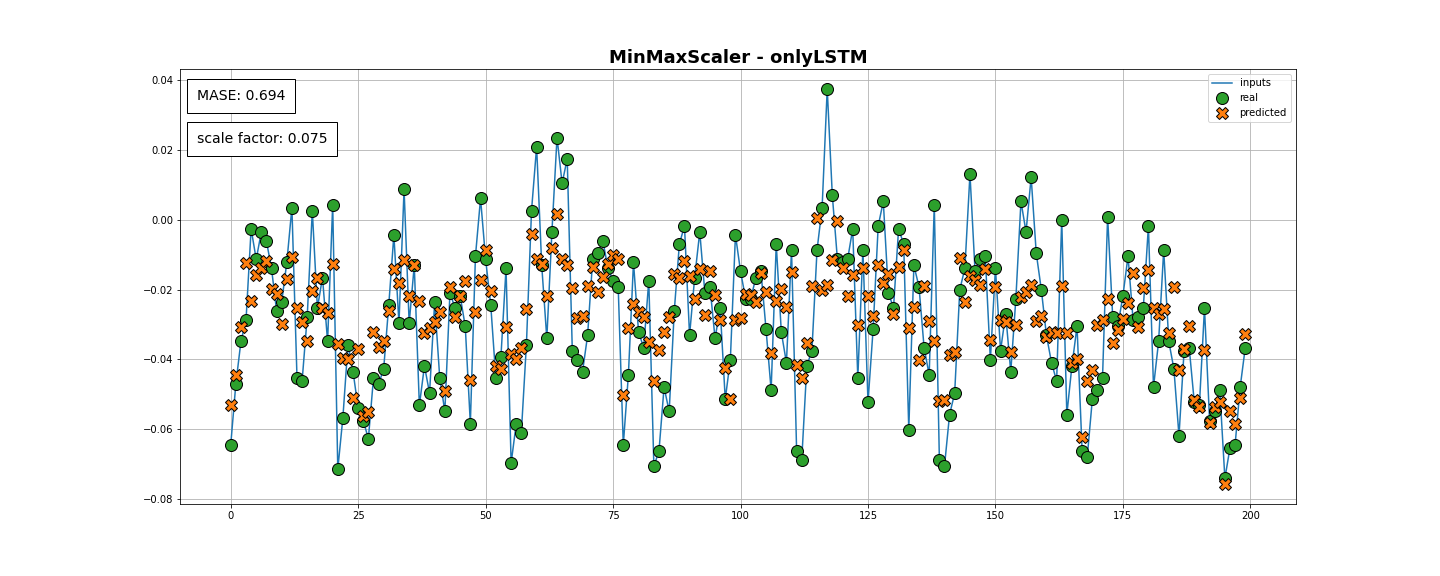 MinMaxScaler - onlyLSTM
MASE: 0.694
scale factor: 0.075
inputs
real
predicted
0.04
0.02
0.00
−0.02
−0.04
−0.06
−0.08
0 25 50 75 100 125 150 175 200